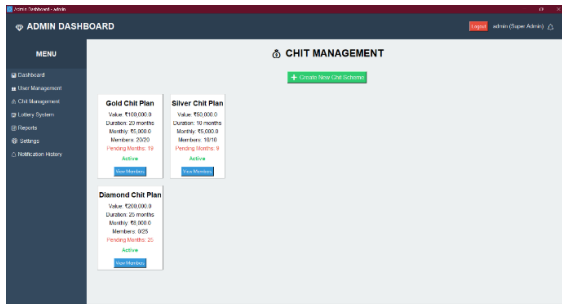 Admin Dashboard - admin
ADMIN DASHBOARD
Logout
admin (Super Admin)
MENU
Dashboard
User Management
Chit Management
Lottery System
Reports
Settings
Notification History
CHIT MANAGEMENT
+ Create New Chit Scheme
Gold Chit Plan
Value: ₹100,000.0
Duration: 20 months
Monthly: ₹5,000.0
Members: 20/20
Pending Months: 19
Active
View Members
Silver Chit Plan
Value: ₹50,000.0
Duration: 10 months
Monthly: ₹5,000.0
Members: 10/10
Pending Months: 9
Active
View Members
Diamond Chit Plan
Value: ₹200,000.0
Duration: 25 months
Monthly: ₹8,000.0
Members: 0/25
Pending Months: 25
Active
View Members